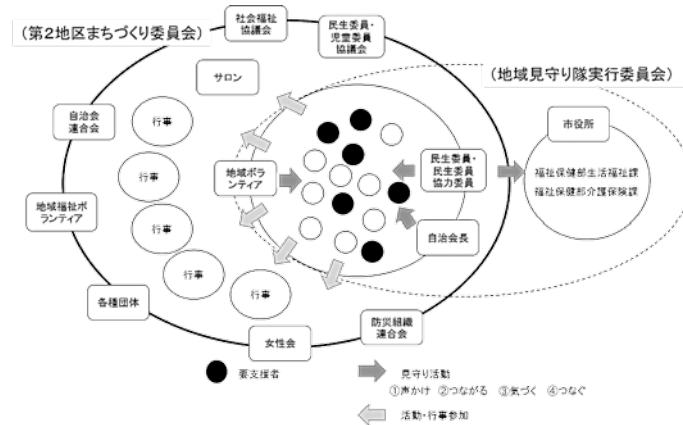 （第2地区まちづくり委員会）
社会福祉
協議会
民生委員・
児童委員
協議会
（地域見守り隊実行委員会）
サロン
自治会
連合会
行事
市役所
地域ボラ
ンティア
民生委員・
民生委員
協力委員
福祉保健部生活福祉課
福祉保健部介護保険課
行事
地域福祉ボ
ランティア
行事
自治会長
行事
行事
各種団体
防災組織
連合会
女性会
要支援者
見守り活動
①声かけ ②つながる ③気づく ④つなぐ
活動・行事参加